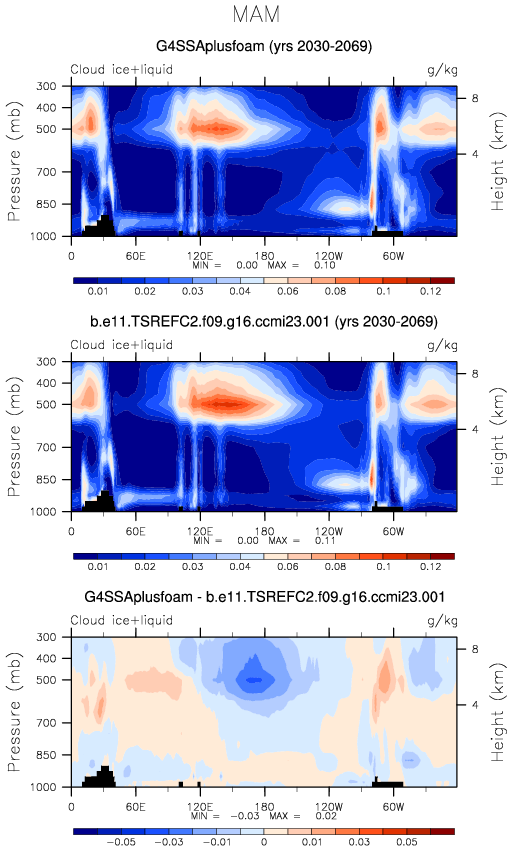 MAM
G4SSAplusfoam (yrs 2030-2069)
Cloud ice+liquid g/kg
Pressure (mb)
300
400
500
700
850
1000
8
4
Height (km)
0 60E 120E 180 120W 60W
MIN = 0.00 MAX = 0.10
0.01 0.02 0.03 0.04 0.06 0.08 0.1 0.12
b.e11.TSREFC2.f09.g16.ccmi23.001 (yrs 2030-2069)
Cloud ice+liquid g/kg
Pressure (mb)
300
400
500
700
850
1000
8
4
Height (km)
0 60E 120E 180 120W 60W
MIN = 0.00 MAX = 0.11
0.01 0.02 0.03 0.04 0.06 0.08 0.1 0.12
G4SSAplusfoam - b.e11.TSREFC2.f09.g16.ccmi23.001
Cloud ice+liquid g/kg
Pressure (mb)
300
400
500
700
850
1000
8
4
Height (km)
0 60E 120E 180 120W 60W
MIN = -0.03 MAX = 0.02
-0.05 -0.03 -0.01 0 0.01 0.03 0.05